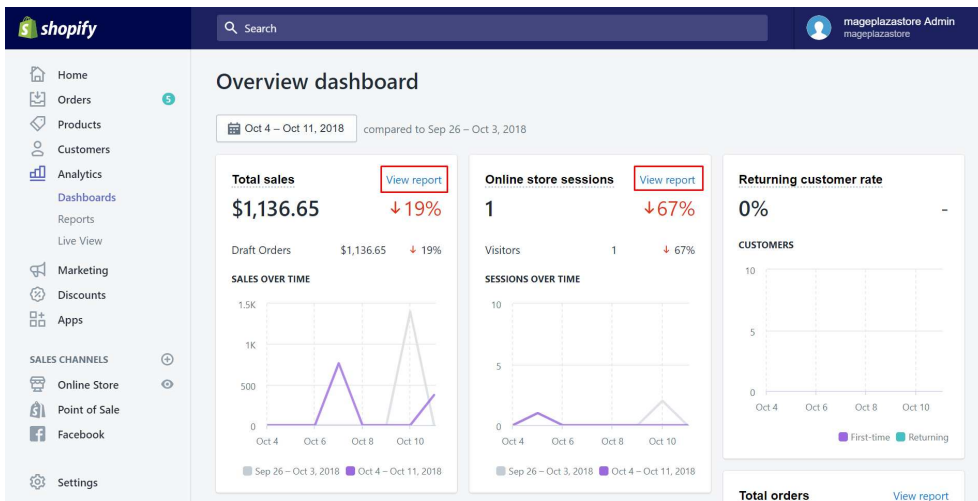 shopify
Search
mageplazastore Admin
mageplazastore
Home
Orders 5
Products
Customers
Analytics
Dashboards
Reports
Live View
Marketing
Discounts
Apps
SALES CHANNELS
Online Store
Point of Sale
Facebook
Settings
Overview dashboard
Oct 4 – Oct 11, 2018 compared to Sep 26 – Oct 3, 2018
Total sales View report
$1,136.65 ↓19%
Draft Orders $1,136.65 ↓ 19%
SALES OVER TIME
1.5K
1K
500
0
Oct 4 Oct 6 Oct 8 Oct 10
Sep 26 – Oct 3, 2018 Oct 4 – Oct 11, 2018
Online store sessions View report
1 ↓67%
Visitors 1 ↓ 67%
SESSIONS OVER TIME
10
5
0
Oct 4 Oct 6 Oct 8 Oct 10
Sep 26 – Oct 3, 2018 Oct 4 – Oct 11, 2018
Returning customer rate
0% -
CUSTOMERS
10
5
0
Oct 4 Oct 6 Oct 8 Oct 10
First-time Returning
Total orders View report